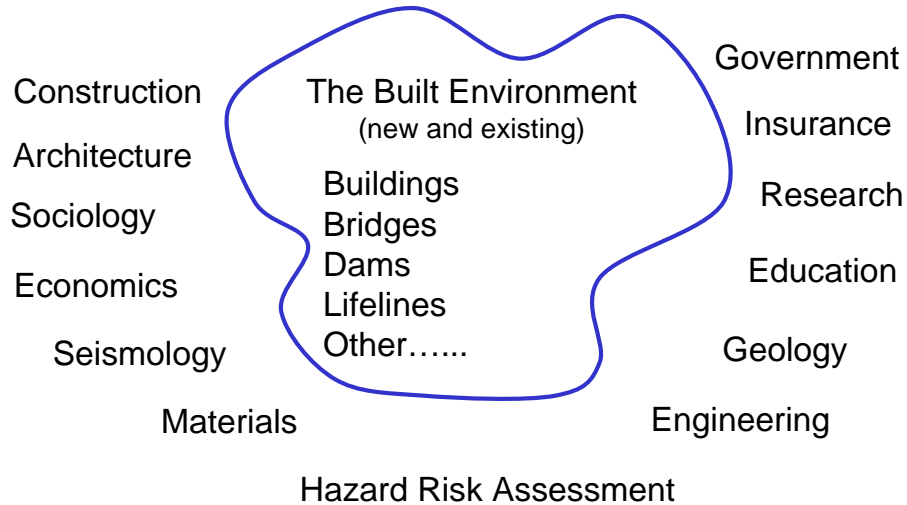 Government
Construction
The Built Environment
(new and existing)
Insurance
Architecture
Buildings
Research
Sociology
Bridges
Dams
Education
Economics
Lifelines
Other…...
Seismology
Geology
Materials
Engineering
Hazard Risk Assessment